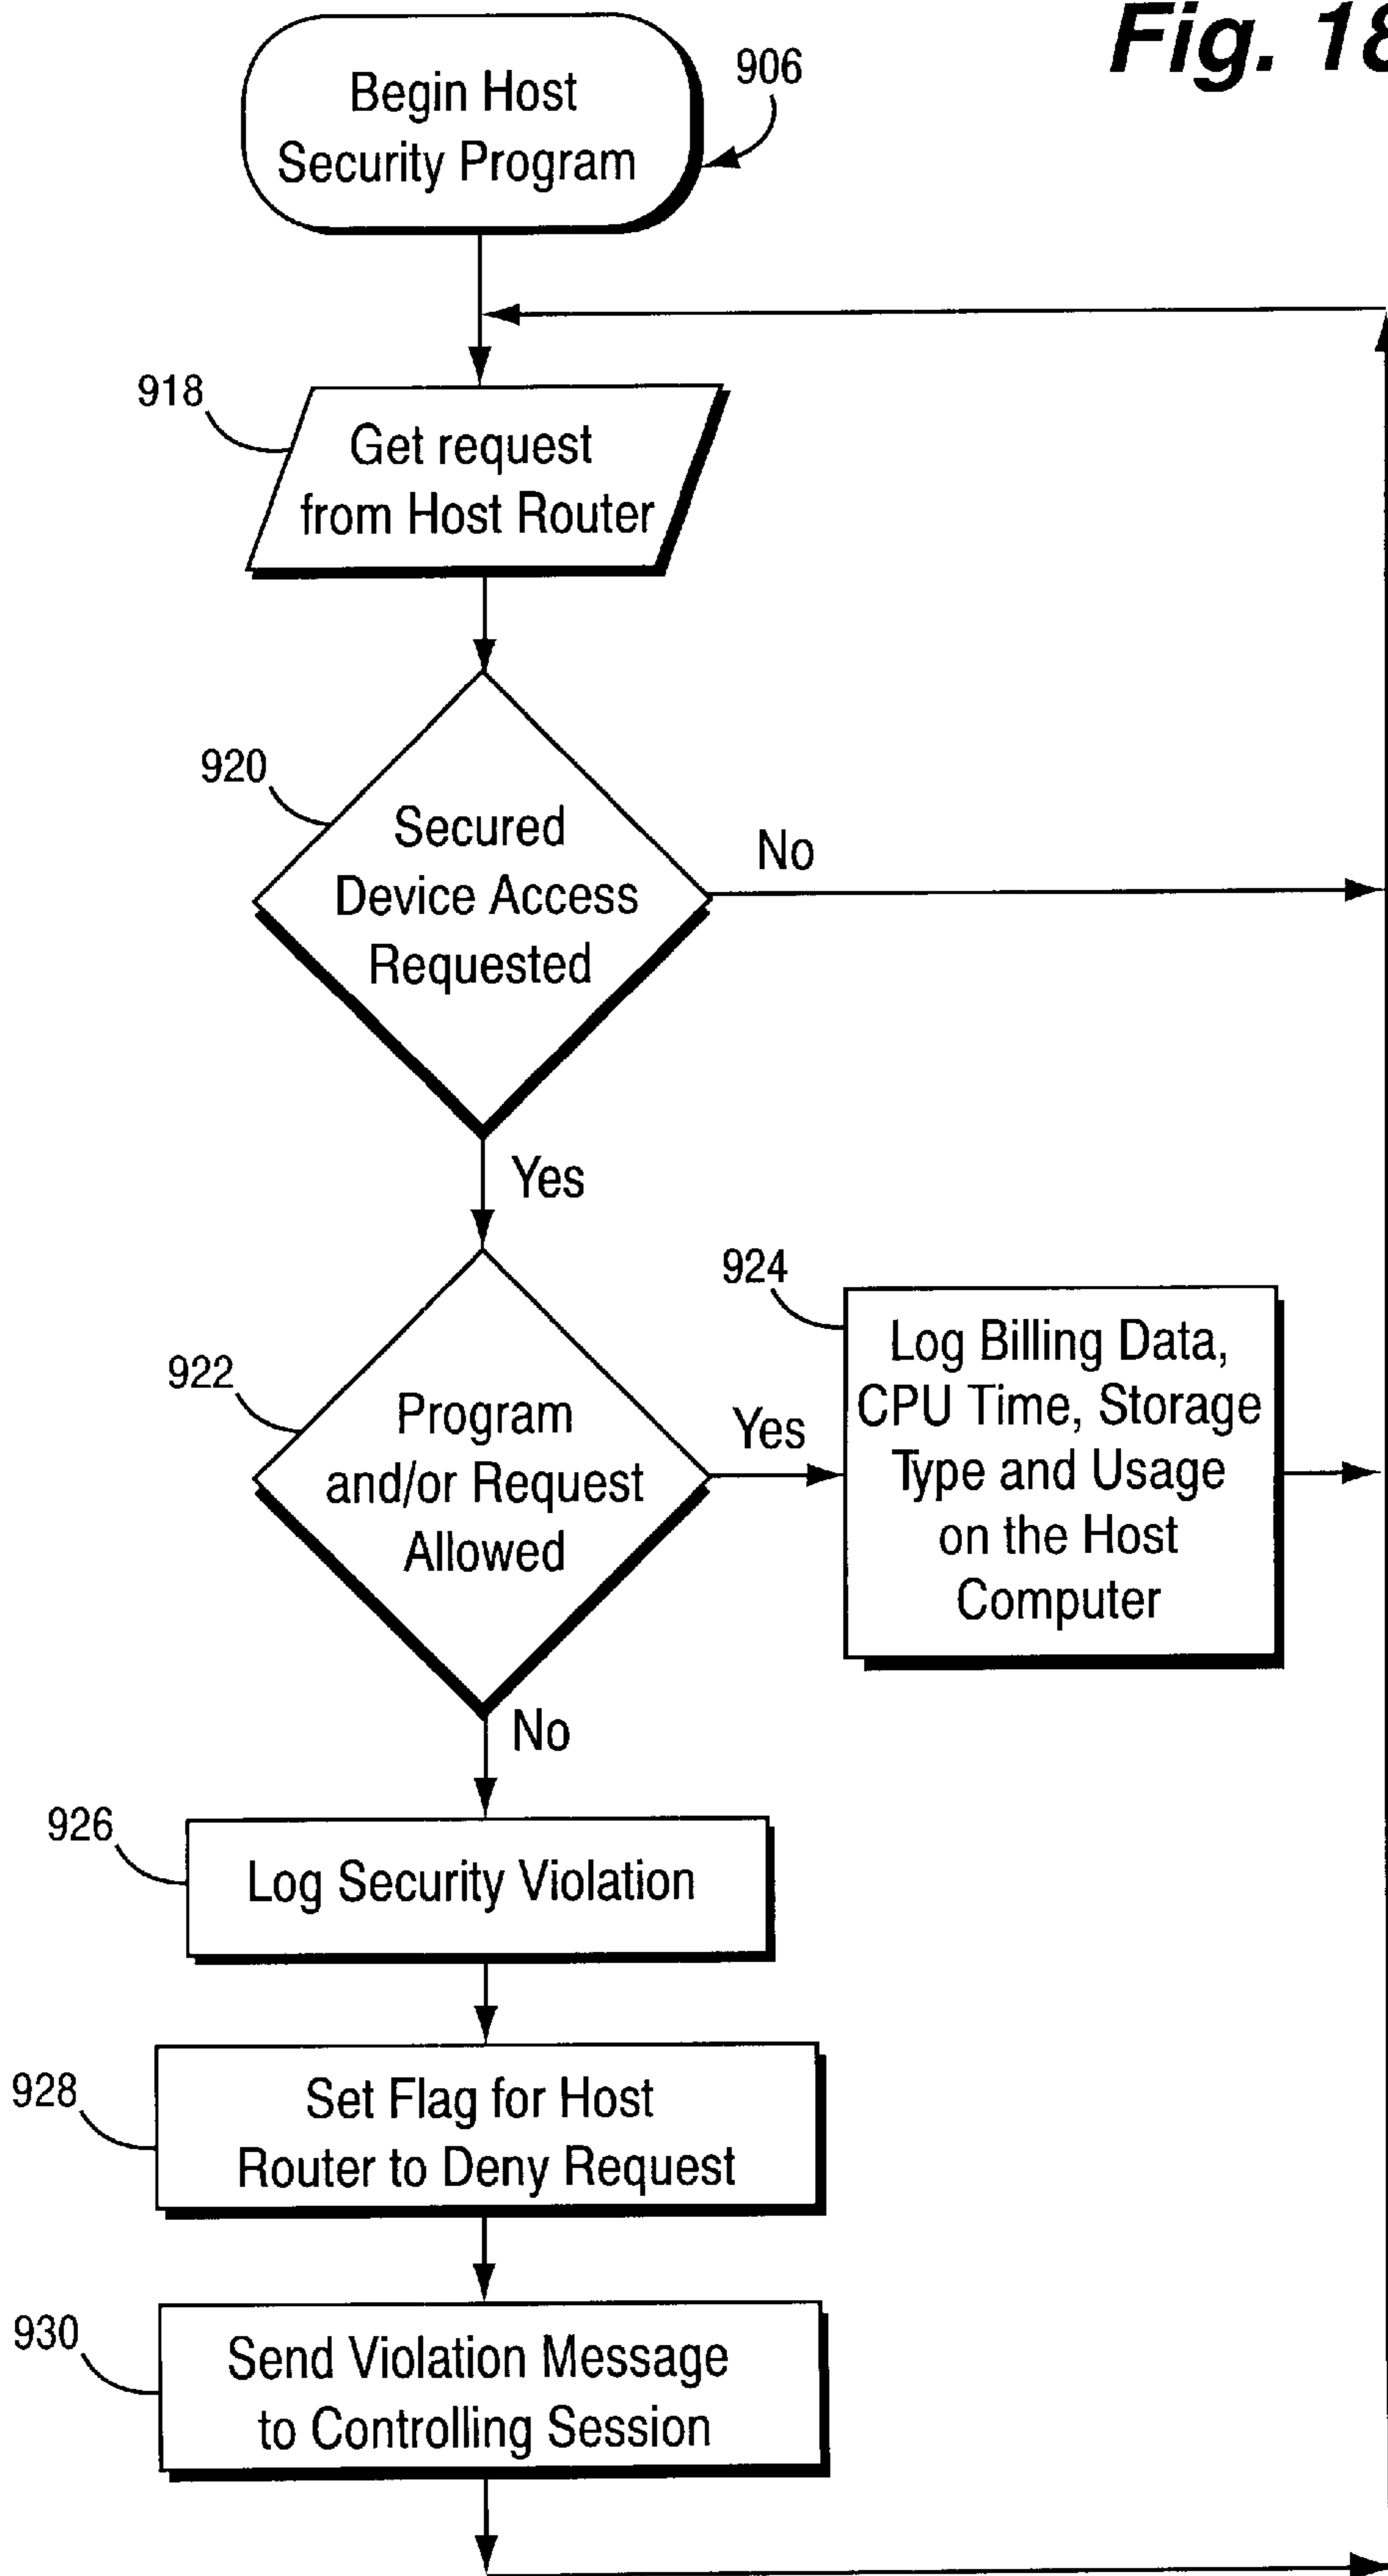 Fig. 18
Begin Host
Security Program
906
918
Get request
from Host Router
920
Secured
Device Access
Requested
No
Yes
922
Program
and/or Request
Allowed
Yes
924
Log Billing Data,
CPU Time, Storage
Type and Usage
on the Host
Computer
No
926
Log Security Violation
928
Set Flag for Host
Router to Deny Request
930
Send Violation Message
to Controlling Session